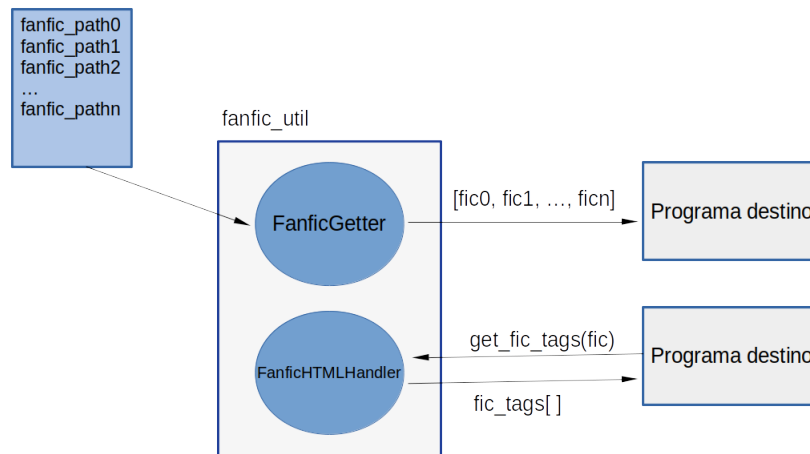 fanfic_path0
fanfic_path1
fanfic_path2
...
fanfic_pathn
fanfic_util
FanficGetter
[fic0, fic1, ..., ficn]
Programa destino
get_fic_tags(fic)
FanficHTMLHandler
Programa destino
fic_tags[ ]